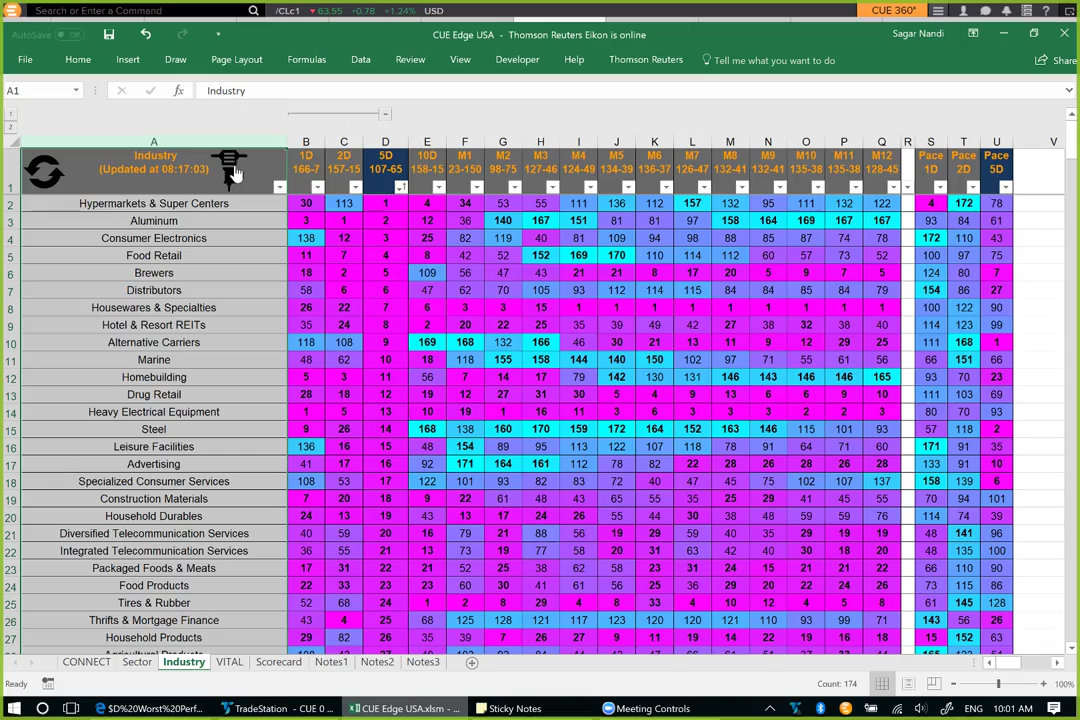 Search or Enter a Command /CLc1 63.55 +0.78 +1.24% USD CUE 360°
AutoSave Off CUE Edge USA - Thomson Reuters Eikon is online Sagar Nandi
File Home Insert Draw Page Layout Formulas Data Review View Developer Help Thomson Reuters Tell me what you want to do Share
A1 fx Industry
1
2
A B C D E F G H I J K L M N O P Q R S T U V
Industry 1D 2D 5D 10D M1 M2 M3 M4 M5 M6 M7 M8 M9 M10 M11 M12 Pace Pace Pace
(Updated at 08:17:03) 166-7 157-15 107-65 158-15 23-150 98-75 127-46 124-49 134-39 136-37 126-47 132-41 132-41 135-38 135-38 128-45 1D 2D 5D
1
2 Hypermarkets & Super Centers 30 113 1 4 34 53 55 111 136 112 157 132 95 111 132 122 4 172 78
3 Aluminum 3 1 2 12 36 140 167 151 81 81 97 158 164 169 167 167 93 84 61
4 Consumer Electronics 138 12 3 25 82 119 40 81 109 94 98 88 85 87 74 78 172 110 43
5 Food Retail 11 7 4 8 42 52 152 169 170 110 114 112 60 57 73 52 100 97 75
6 Brewers 18 2 5 109 56 47 43 21 21 8 17 20 5 9 7 5 124 80 7
7 Distributors 58 6 6 47 62 70 105 93 112 114 115 84 84 85 84 79 154 86 27
8 Housewares & Specialties 26 22 7 6 3 3 15 1 1 1 1 1 1 1 1 1 100 122 90
9 Hotel & Resort REITs 35 24 8 2 20 22 25 35 39 49 42 27 38 32 38 40 114 123 99
10 Alternative Carriers 118 108 9 169 168 132 166 46 30 21 13 11 9 12 29 25 111 168 1
11 Marine 48 62 10 18 118 155 158 144 140 150 102 97 71 55 61 56 66 151 66
12 Homebuilding 5 3 11 56 7 14 17 79 142 130 131 146 143 146 146 165 93 70 23
13 Drug Retail 28 18 12 19 12 27 31 30 7 4 9 13 6 6 9 10 111 103 69
14 Heavy Electrical Equipment 1 5 13 10 19 1 16 11 3 6 3 3 3 2 2 3 80 70 93
15 Steel 9 26 14 168 138 160 170 159 172 164 152 163 146 115 101 93 57 118 2
16 Leisure Facilities 136 16 15 48 154 89 95 113 122 107 118 78 91 64 71 60 171 91 35
17 Advertising 41 17 16 92 171 164 161 112 78 82 22 28 26 28 26 28 133 91 10
18 Specialized Consumer Services 108 53 17 122 101 93 82 83 72 40 47 45 75 102 107 137 158 139 6
19 Construction Materials 7 20 18 9 22 61 48 43 65 55 35 25 29 41 45 55 70 94 101
20 Household Durables 24 13 19 43 13 17 24 26 55 44 30 38 58 59 59 76 114 74 39
21 Diversified Telecommunication Services 40 59 20 16 79 21 88 56 19 29 59 40 35 29 19 19 48 141 96
22 Integrated Telecommunication Services 36 55 21 13 73 19 77 58 20 31 63 42 40 30 18 20 48 135 100
23 Packaged Foods & Meats 17 31 22 21 52 25 38 62 58 23 31 24 15 21 21 22 66 110 90
24 Food Products 22 33 23 23 60 30 41 61 56 25 36 29 20 22 24 26 73 115 86
25 Tires & Rubber 52 68 24 1 2 8 29 4 8 33 4 10 12 4 5 8 61 145 128
26 Thrifts & Mortgage Finance 43 4 25 68 125 128 121 117 123 120 120 121 110 93 99 71 143 56 26
27 Household Products 29 82 26 35 39 7 26 27 9 11 19 14 22 19 16 18 15 152 63
CONNECT Sector Industry VITAL Scorecard Notes1 Notes2 Notes3
Ready Count: 174 100%
$D%20Worst%20Perf... TradeStation - CUE 0 ... CUE Edge USA.xlsm - ... Sticky Notes Meeting Controls ENG 10:01 AM